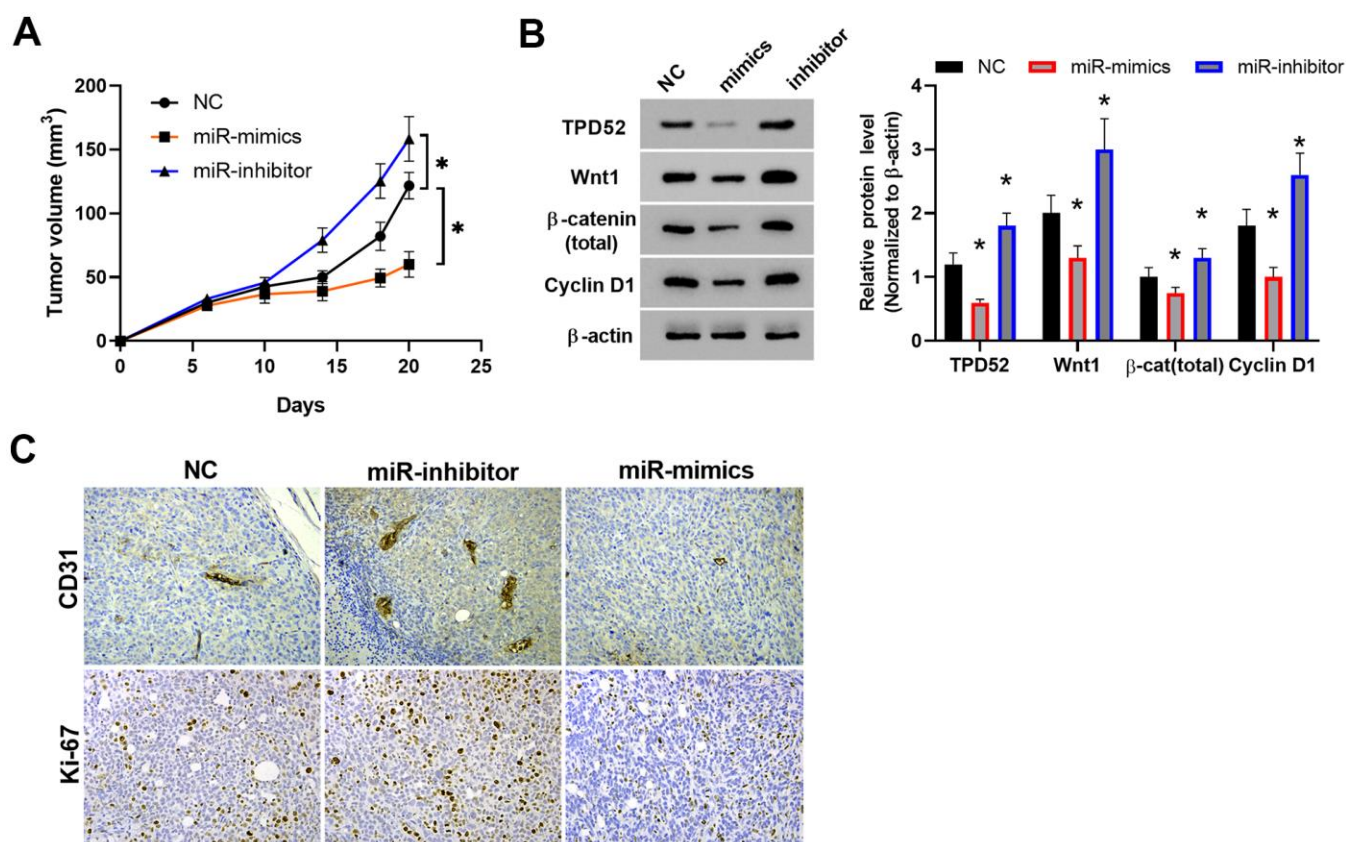 A
Tumor volume (mm³)
200
150
100
50
0
0 5 10 15 20 25
Days
NC
miR-mimics
miR-inhibitor
*
*
B
NC mimics inhibitor
TPD52
Wnt1
β-catenin
(total)
Cyclin D1
β-actin
NC miR-mimics miR-inhibitor
Relative protein level
(Normalized to β-actin)
4
3
2
1
0
* * * * * * * *
TPD52 Wnt1 β-cat(total) Cyclin D1
C
NC miR-inhibitor miR-mimics
CD31
Ki-67